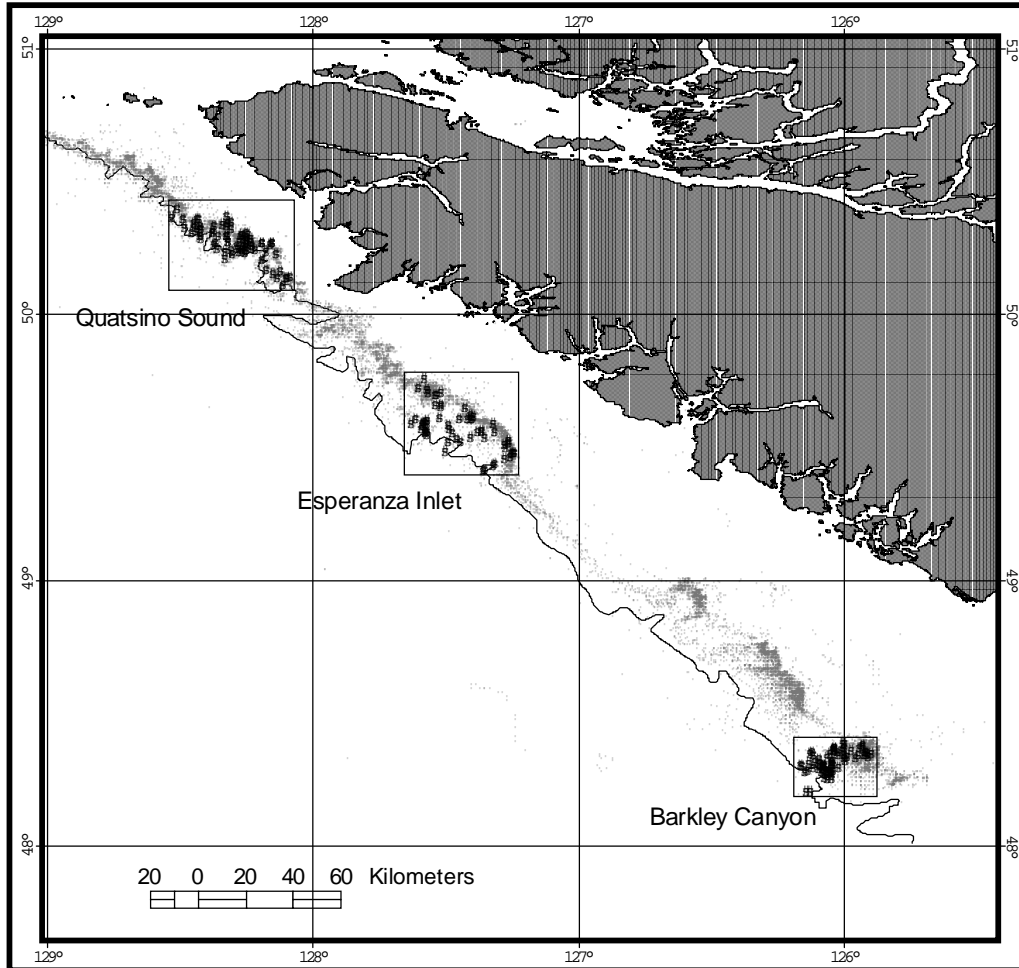 129° 128° 127° 126°
51° 51°
Quatsino Sound
50° 50°
Esperanza Inlet
49° 49°
Barkley Canyon
48° 48°
20 0 20 40 60 Kilometers
129° 128° 127° 126°